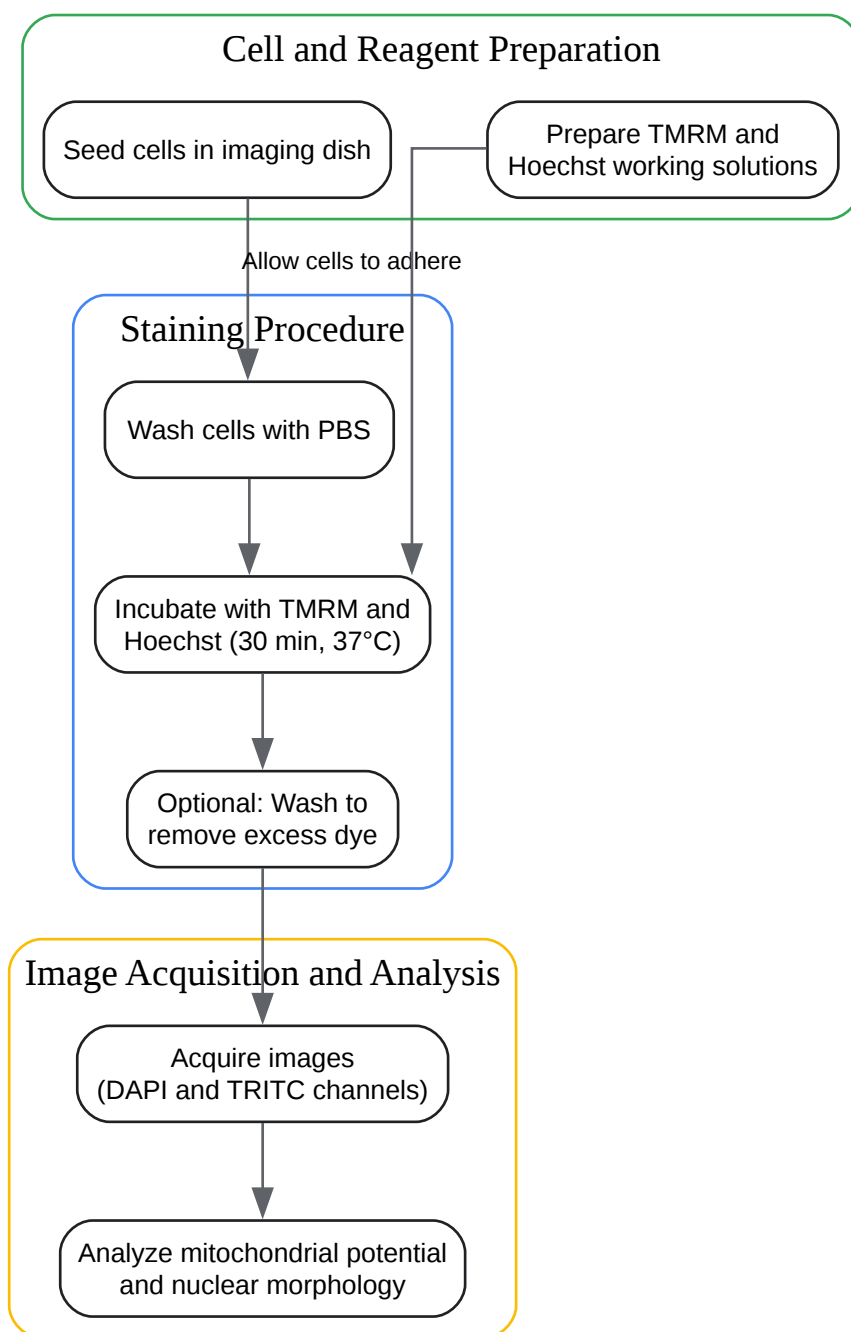 Cell and Reagent Preparation
Seed cells in imaging dish
Prepare TMRM and
Hoechst working solutions
Allow cells to adhere
Staining Procedure
Wash cells with PBS
Incubate with TMRM and
Hoechst (30 min, 37°C)
Optional: Wash to
remove excess dye
Image Acquisition and Analysis
Acquire images
(DAPI and TRITC channels)
Analyze mitochondrial potential
and nuclear morphology